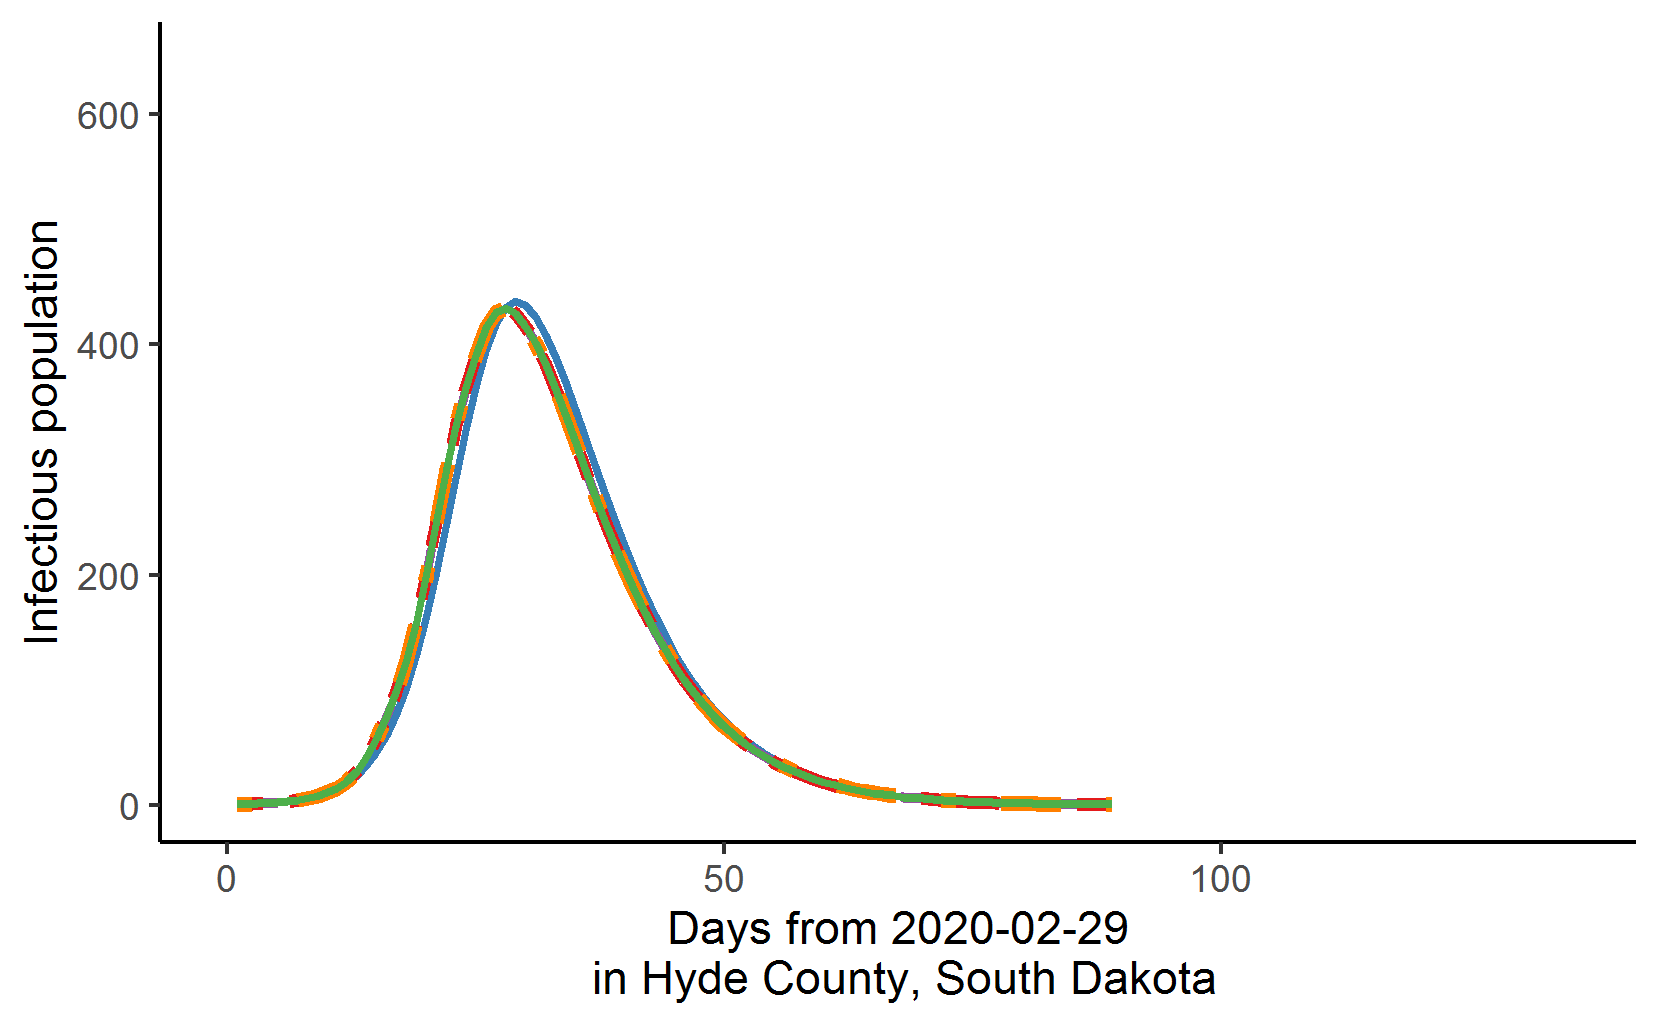 600
400
200
0
Infectious population
0 50 100
Days from 2020-02-29
in Hyde County, South Dakota